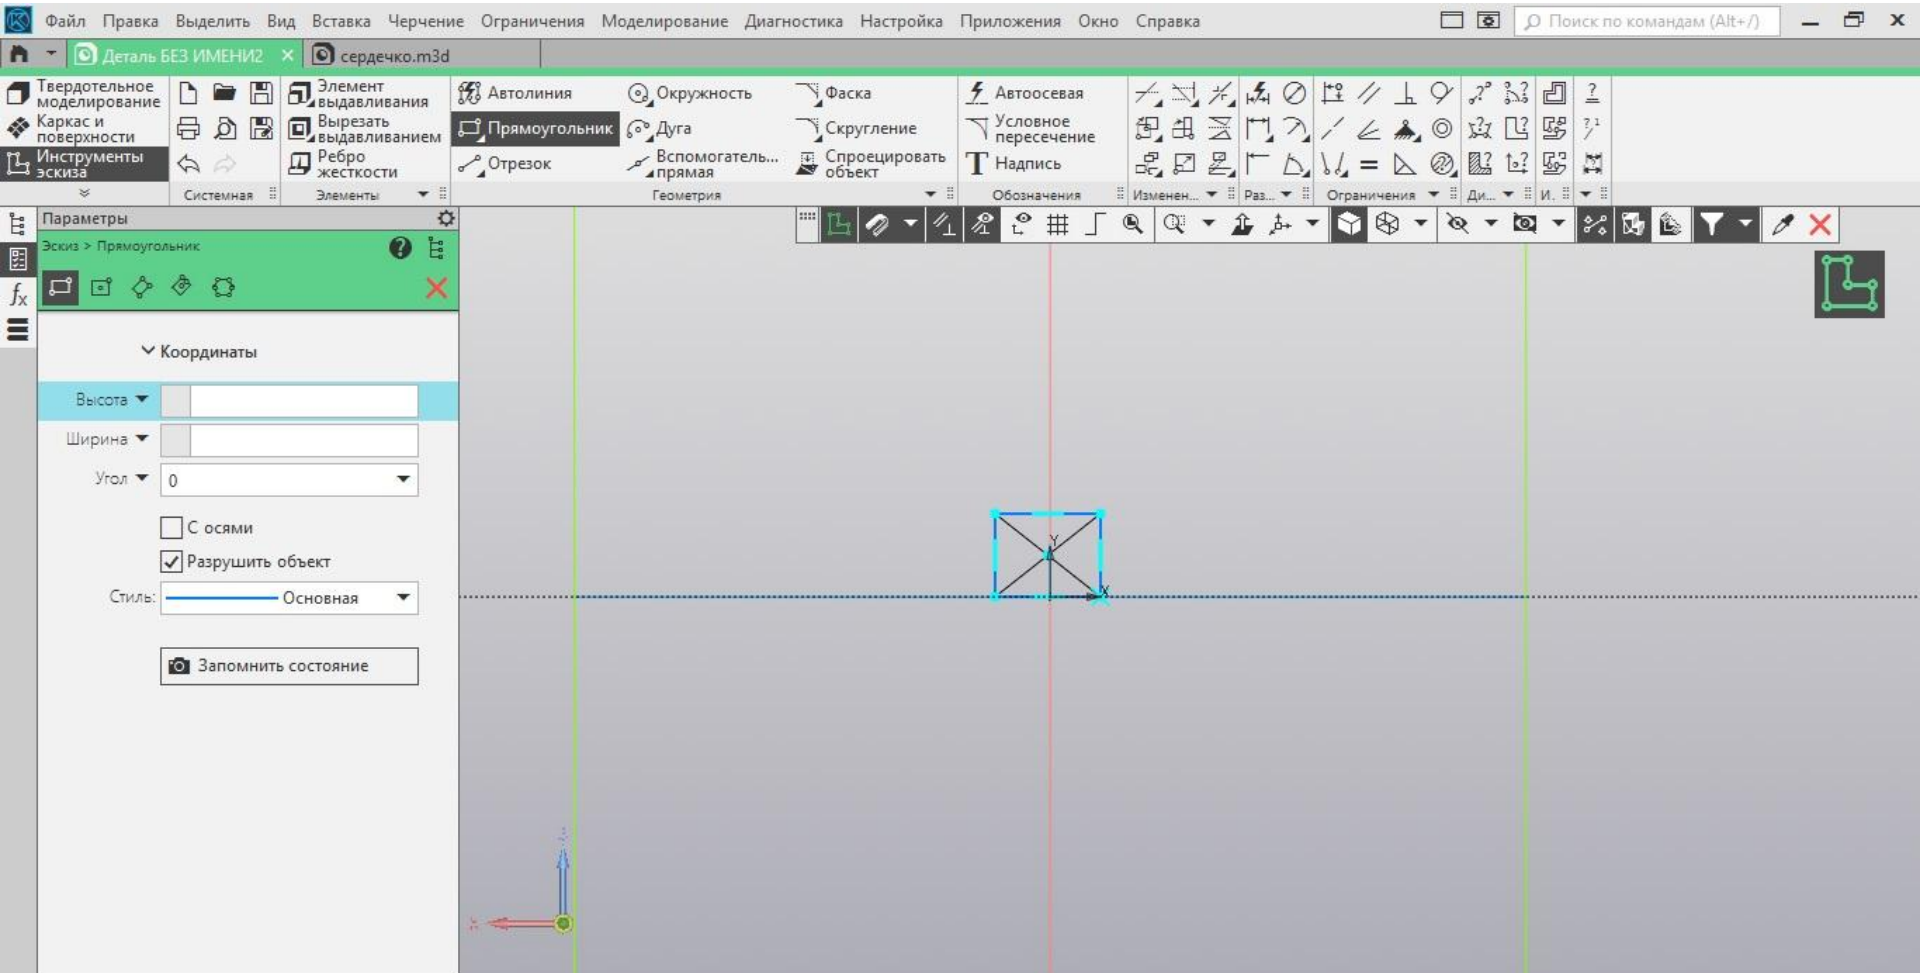 Файл Правка Выделить Вид Вставка Черчение Ограничения Моделирование Диагностика Настройка Приложения Окно Справка
Поиск по командам (Alt+/)
Деталь БЕЗ ИМЕНИ2
сердечко.m3d
Твердотельное моделирование
Каркас и поверхности
Инструменты эскиза
Системная
Элемент выдавливания
Вырезать выдавливанием
Ребро жесткости
Элементы
Автолиния
Прямоугольник
Отрезок
Окружность
Дуга
Вспомогатель... прямая
Фаска
Скругление
Спроецировать объект
Геометрия
Автоосевая
Условное пересечение
Надпись
Обозначения
Изменен...
Раз...
Ограничения
Ди...
И.
Параметры
Эскиз > Прямоугольник
Координаты
Высота
Ширина
Угол
0
С осями
Разрушить объект
Стиль:
Основная
Запомнить состояние
Y
X